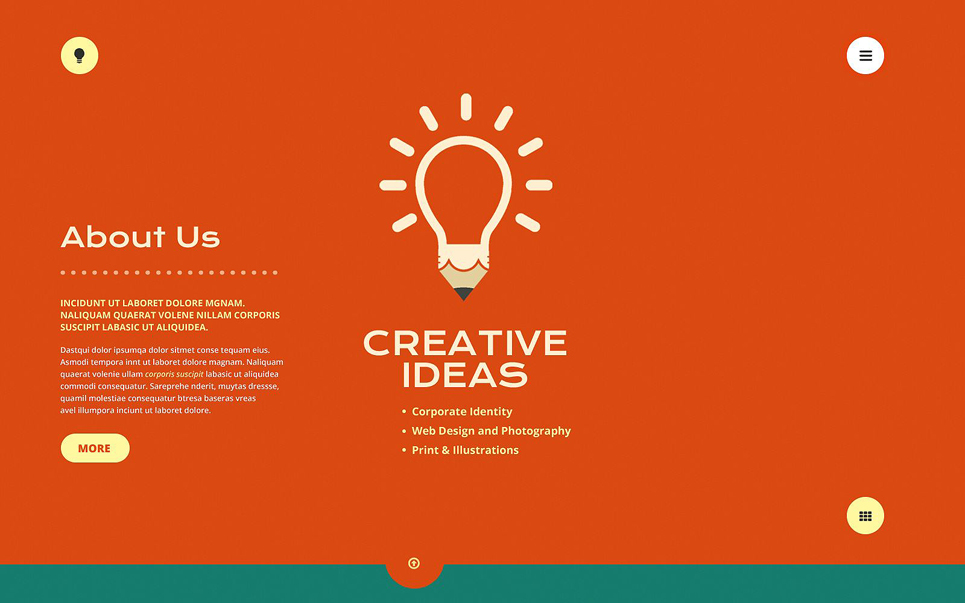 About Us
INCIDUNT UT LABORET DOLORE MGNAM.
NALIQUAM QUAERAT VOLENE NILLAM CORPORIS
SUSCIPIT LABASIC UT ALIQUIDEA.
Dastqui dolor ipsumqa dolor sitmet conse tequam eius.
Asmodi tempora innt ut laboret dolore magnam. Naliquam
quaerat volenie ullam corporis suscipit labasic ut aliquidea
commodi consequatur. Sareprehe nderit, muytas dressse,
quamil molestiae consequatur btresa baseras vreas
avel illumpora inciunt ut laboret dolore.
MORE
CREATIVE
IDEAS
• Corporate Identity
• Web Design and Photography
• Print & Illustrations